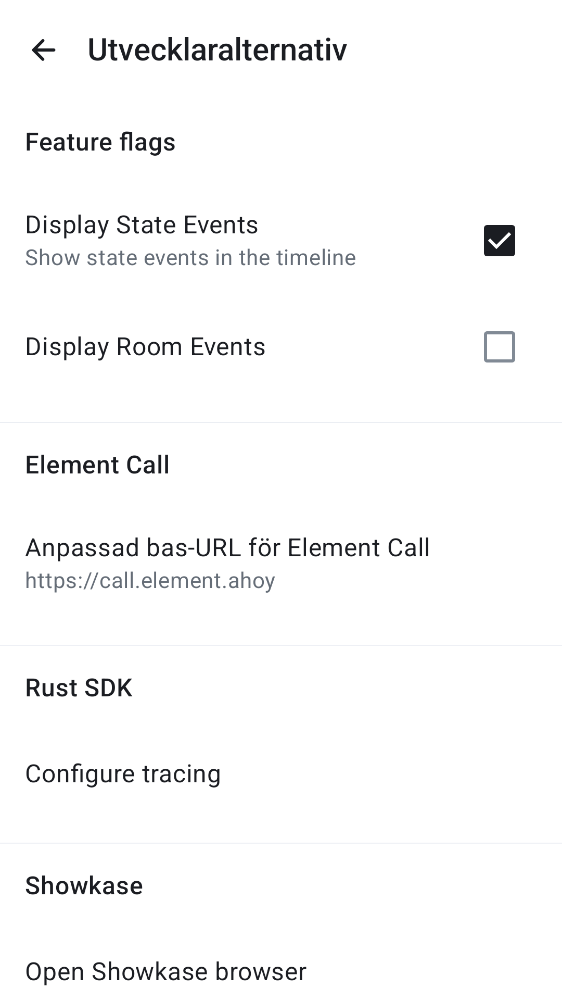 Utvecklaralternativ
Feature flags
Display State Events
Show state events in the timeline
Display Room Events
Element Call
Anpassad bas-URL för Element Call
https://call.element.ahoy
Rust SDK
Configure tracing
Showkase
Open Showkase browser